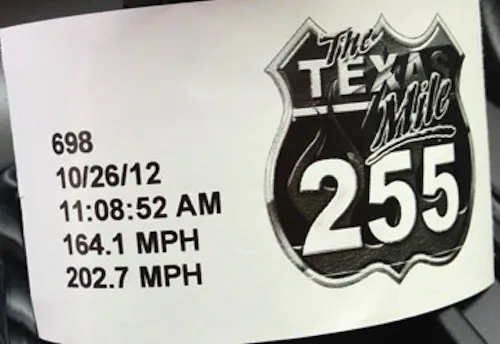 698
10/26/12
11:08:52 AM
164.1 MPH
202.7 MPH
The
TEXAS
Mile
255